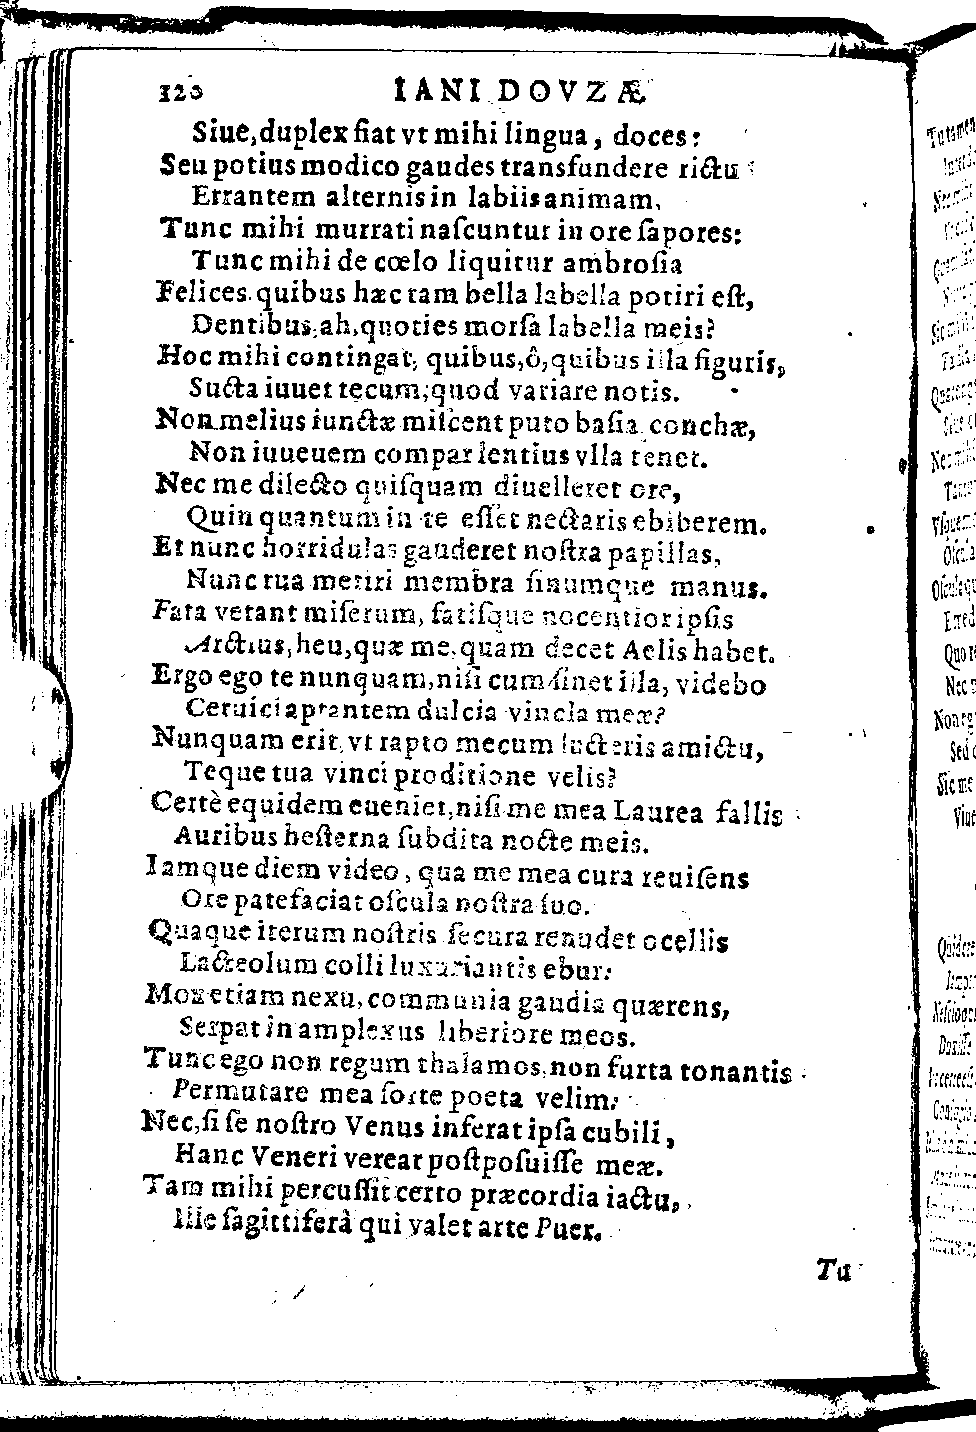 120 IANI DOVZÆ
Siue, duplex fiat vt mihi lingua, doces:
Seu potius modico gaudes transfundere rictu
Errantem alternis in labiis animam,
Tunc mihi murrati naſcuntur in ore ſapores:
Tunc mihi de cœlo liquitur ambroſia
Felices quibus hæc tam bella labella potiri eſt,
Dentibus, ah, quoties morſa labella meis?
Hoc mihi contingat, quibus, ô, quibus illa figuris,
Sucta iuuet tecum, quod variare notis.
Non melius iunctæ miſcent puto baſia conchæ,
Non iuueuem compar lentius vlla tenet.
Nec me dilecto quiſquam diuelleret ore,
Quin quantum in te eſſet nectaris ebiberem.
Et nunc horridulas gauderet noſtra papillas,
Nunc tua metiri membra ſinumque manus.
Fata vetant miſerum, fatiſque nocentior ipſis
Arctius, heu, quæ me, quam decet Aelis habet.
Ergo ego te nunquam, niſi cum ſinet illa, videbo
Ceruici aptantem dulcia vincla meæ?
Nunquam erit, vt rapto mecum lucteris amictu,
Teque tua vinci proditione velis?
Certè equidem eueniet, niſi me mea Laurea fallis
Auribus heſterna ſubdita nocte meis.
Iamque diem video, qua me mea cura reuiſens
Ore patefaciat oſcula noſtra ſuo.
Quaque iterum noſtris ſecura renudet ocellis
Lacteolum colli luxuriantis ebur:
Mox etiam nexu, communia gaudia quærens,
Serpat in amplexus liberiore meos.
Tunc ego non regum thalamos, non furta tonantis
Permutare mea ſorte poeta velim:
Nec, ſi ſe noſtro Venus inferat ipſa cubili,
Hanc Veneri verear poſtpoſuiſſe meæ.
Tam mihi percuſſit certo præcordia iactu,
Ille ſagittiferà qui valet arte Puer.
Tu